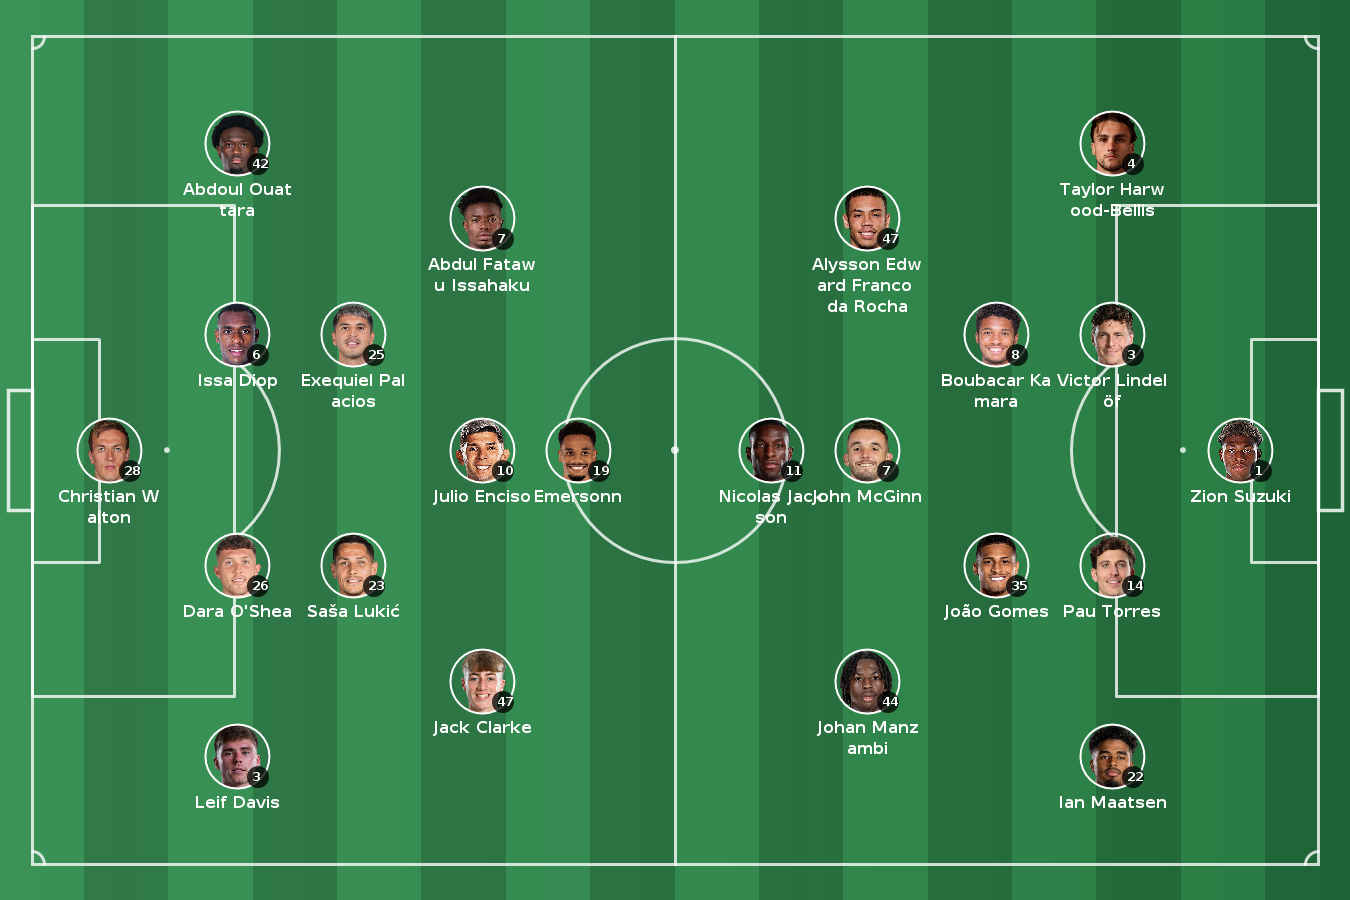 42
Abdoul Ouat
tara
4
Taylor Harw
ood-Bellis
7
Abdul Fataw
u Issahaku
47
Alysson Edw
ard Franco
da Rocha
6
Issa Diop
25
Exequiel Pal
acios
8
Boubacar Ka
mara
3
Victor Lindel
öf
28
Christian W
alton
10
Julio Enciso
19
Emersonn
11
Nicolas Jack
son
7
John McGinn
1
Zion Suzuki
26
Dara O'Shea
23
Saša Lukić
35
João Gomes
14
Pau Torres
47
Jack Clarke
44
Johan Manz
ambi
3
Leif Davis
22
Ian Maatsen